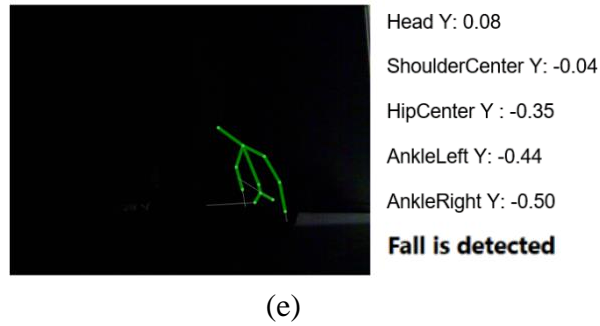 Head Y: 0.08
ShoulderCenter Y: -0.04
HipCenter Y : -0.35
AnkleLeft Y: -0.44
AnkleRight Y: -0.50
Fall is detected
(e)